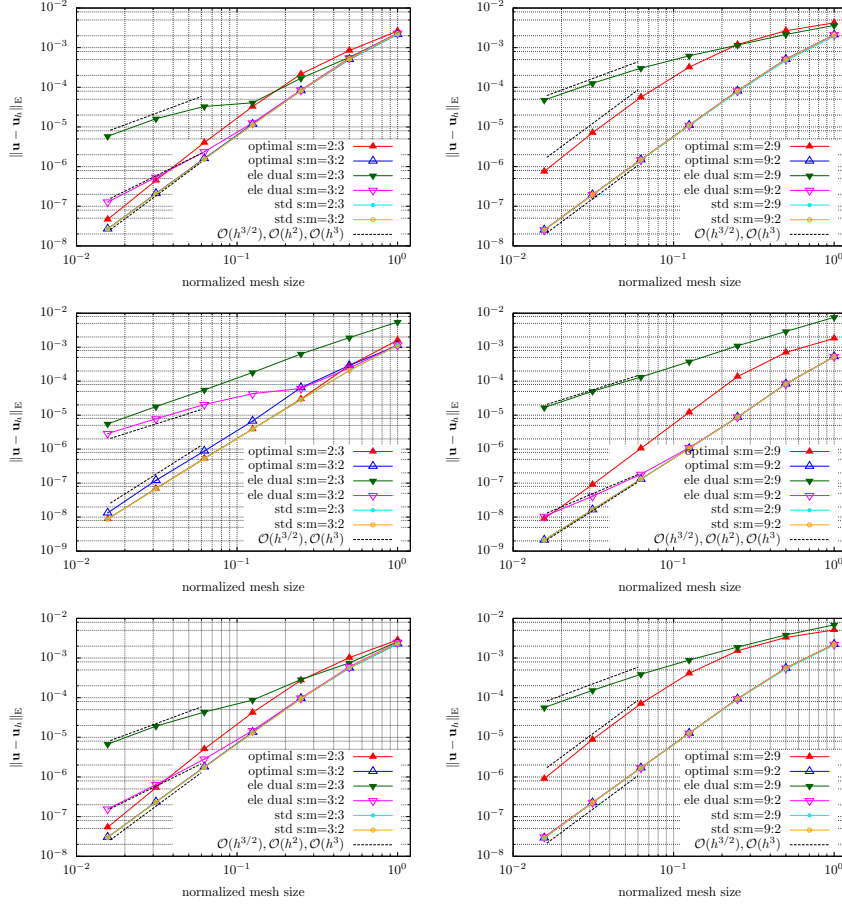 10^{-2}
10^{-3}
10^{-4}
10^{-5}
10^{-6}
10^{-7}
10^{-8}
‖u − u_h‖_E
optimal s:m=2:3
optimal s:m=3:2
ele dual s:m=2:3
ele dual s:m=3:2
std s:m=2:3
std s:m=3:2
O(h^{3/2}), O(h^2), O(h^3)
10^{-2} 10^{-1} 10^0
normalized mesh size
10^{-2}
10^{-3}
10^{-4}
10^{-5}
10^{-6}
10^{-7}
10^{-8}
‖u − u_h‖_E
optimal s:m=2:9
optimal s:m=9:2
ele dual s:m=2:9
ele dual s:m=9:2
std s:m=2:9
std s:m=9:2
O(h^{3/2}), O(h^3)
10^{-2} 10^{-1} 10^0
normalized mesh size
10^{-2}
10^{-3}
10^{-4}
10^{-5}
10^{-6}
10^{-7}
10^{-8}
10^{-9}
‖u − u_h‖_E
optimal s:m=2:3
optimal s:m=3:2
ele dual s:m=2:3
ele dual s:m=3:2
std s:m=2:3
std s:m=3:2
O(h^{3/2}), O(h^3)
10^{-2} 10^{-1} 10^0
normalized mesh size
10^{-2}
10^{-3}
10^{-4}
10^{-5}
10^{-6}
10^{-7}
10^{-8}
10^{-9}
‖u − u_h‖_E
optimal s:m=2:9
optimal s:m=9:2
ele dual s:m=2:9
ele dual s:m=9:2
std s:m=2:9
std s:m=9:2
O(h^{3/2}), O(h^2), O(h^3)
10^{-2} 10^{-1} 10^0
normalized mesh size
10^{-2}
10^{-3}
10^{-4}
10^{-5}
10^{-6}
10^{-7}
10^{-8}
‖u − u_h‖_E
optimal s:m=2:3
optimal s:m=3:2
ele dual s:m=2:3
ele dual s:m=3:2
std s:m=2:3
std s:m=3:2
O(h^{3/2}), O(h^2), O(h^3)
10^{-2} 10^{-1} 10^0
normalized mesh size
10^{-2}
10^{-3}
10^{-4}
10^{-5}
10^{-6}
10^{-7}
10^{-8}
‖u − u_h‖_E
optimal s:m=2:9
optimal s:m=9:2
ele dual s:m=2:9
ele dual s:m=9:2
std s:m=2:9
std s:m=9:2
O(h^{3/2}), O(h^3)
10^{-2} 10^{-1} 10^0
normalized mesh size